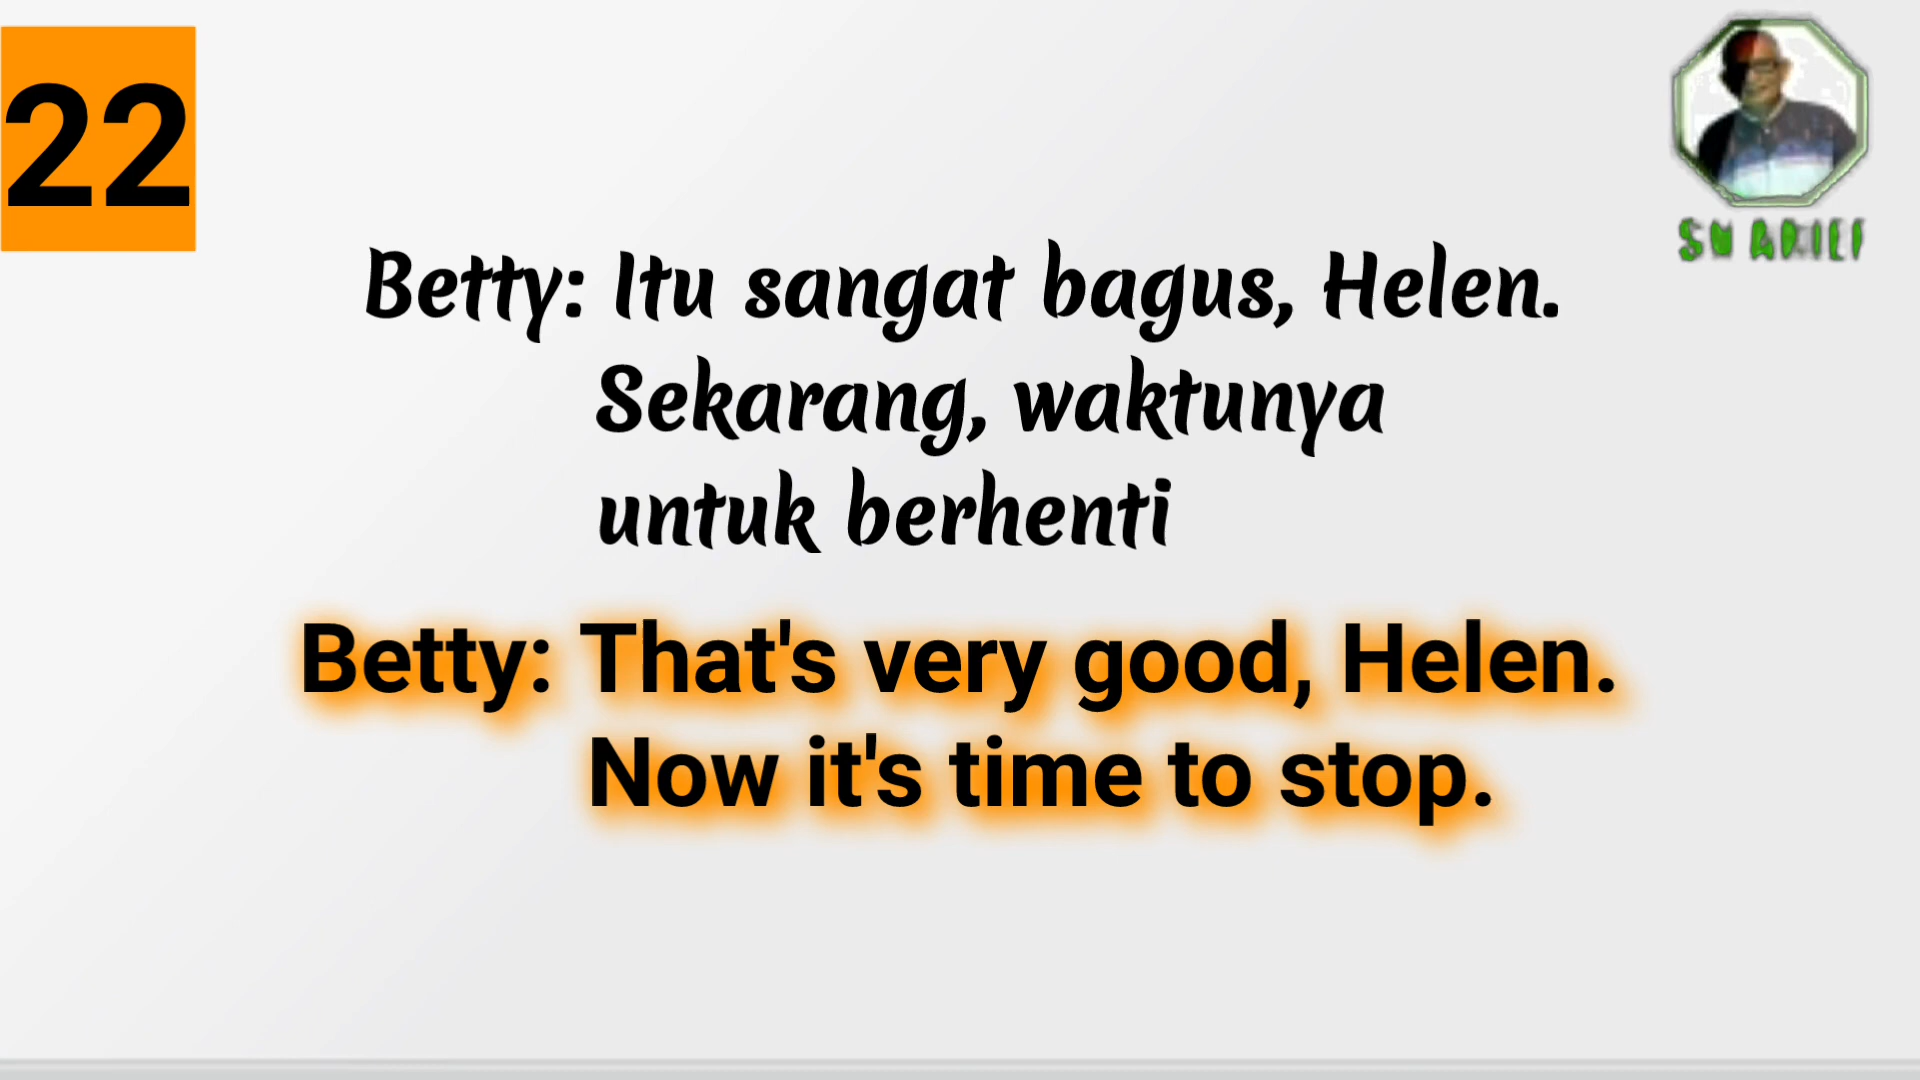 22
Betty: Itu sangat bagus, Helen.
Sekarang, waktunya
untuk berhenti
Betty: That's very good, Helen.
Now it's time to stop.